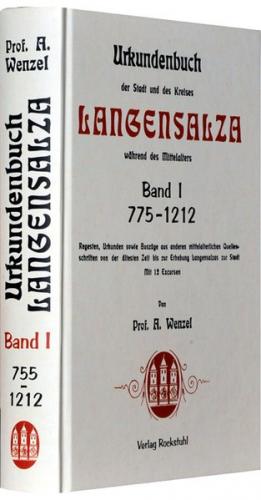 Prof. A.
Wenzel
Urkundenbuch
LANGENSALZA
Band I
755
-
1212
Urkundenbuch
der Stadt und des Kreises
LANGENSALZA
während des Mittelalters
Band I
775-1212
Regesten, Urkunden sowie Auszüge aus anderen mittelalterlichen Quellen-
schriften von der ältesten Zeit bis zur Erhebung Langensalzas zur Stadt
Mit 12 Excursen
Von
Prof. A. Wenzel
Verlag Rockstuhl